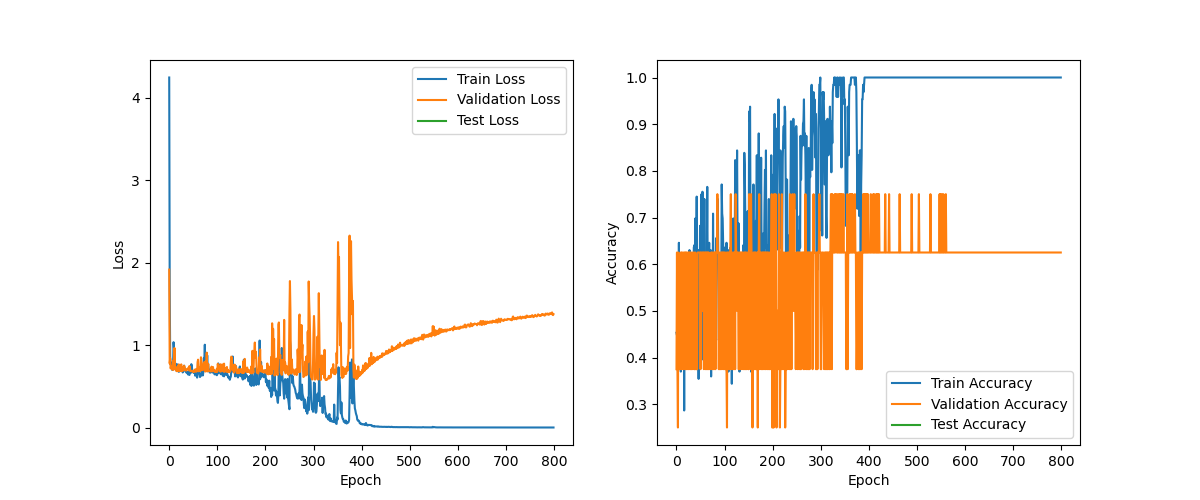 4
3
2
1
0
Loss
0 100 200 300 400 500 600 700 800
Epoch
Train Loss
Validation Loss
Test Loss
1.0
0.9
0.8
0.7
0.6
0.5
0.4
0.3
Accuracy
0 100 200 300 400 500 600 700 800
Epoch
Train Accuracy
Validation Accuracy
Test Accuracy